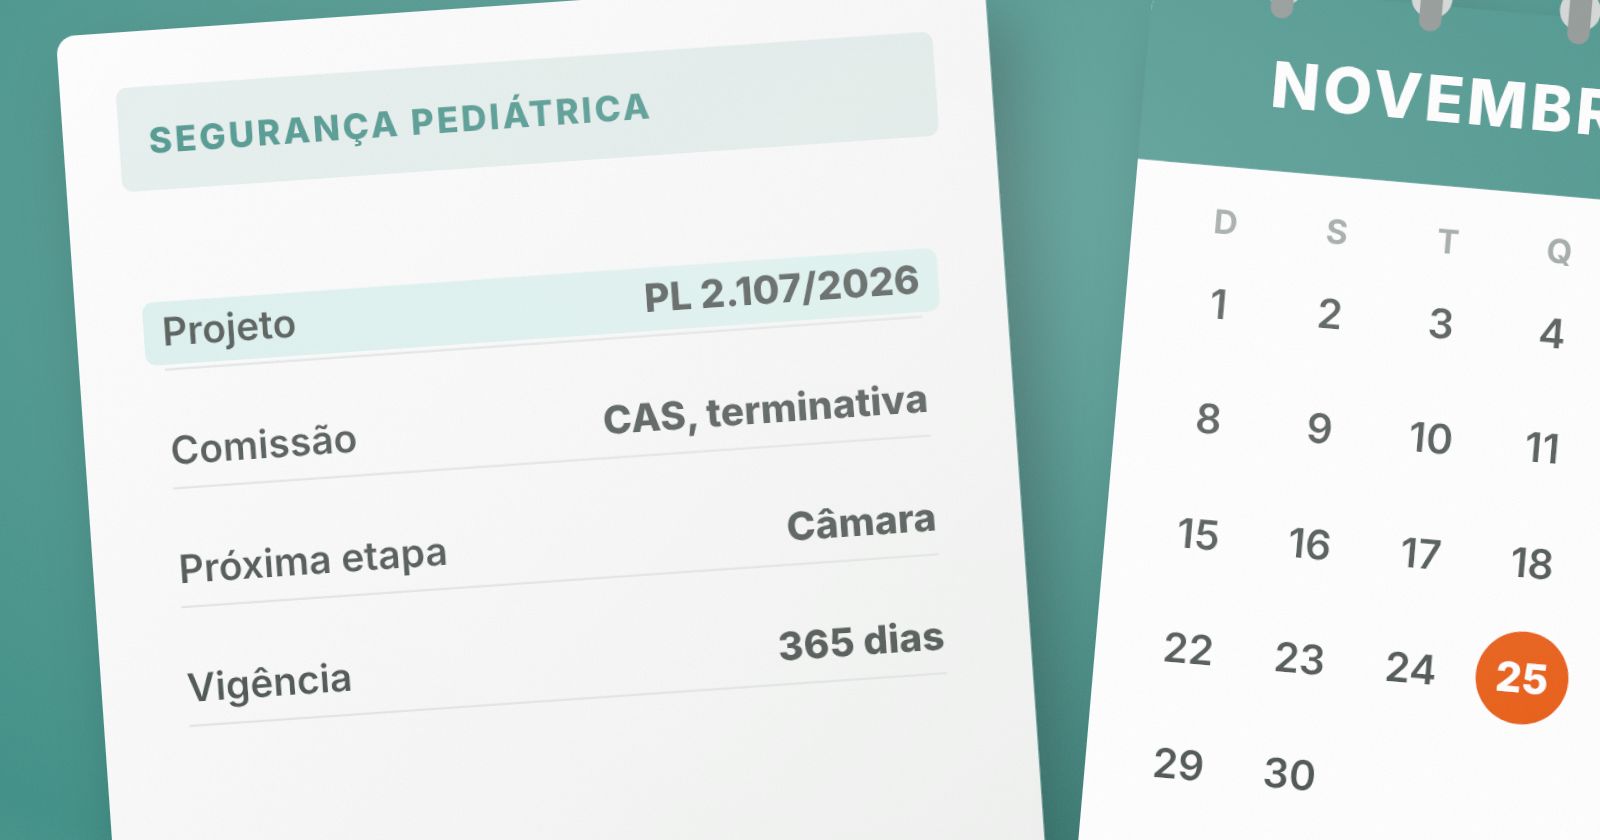 SEGURANÇA PEDIÁTRICA
Projeto PL 2.107/2026
Comissão CAS, terminativa
Próxima etapa Câmara
Vigência 365 dias
NOVEMBR
D S T Q
1 2 3 4
8 9 10 11
15 16 17 18
22 23 24 25
29 30